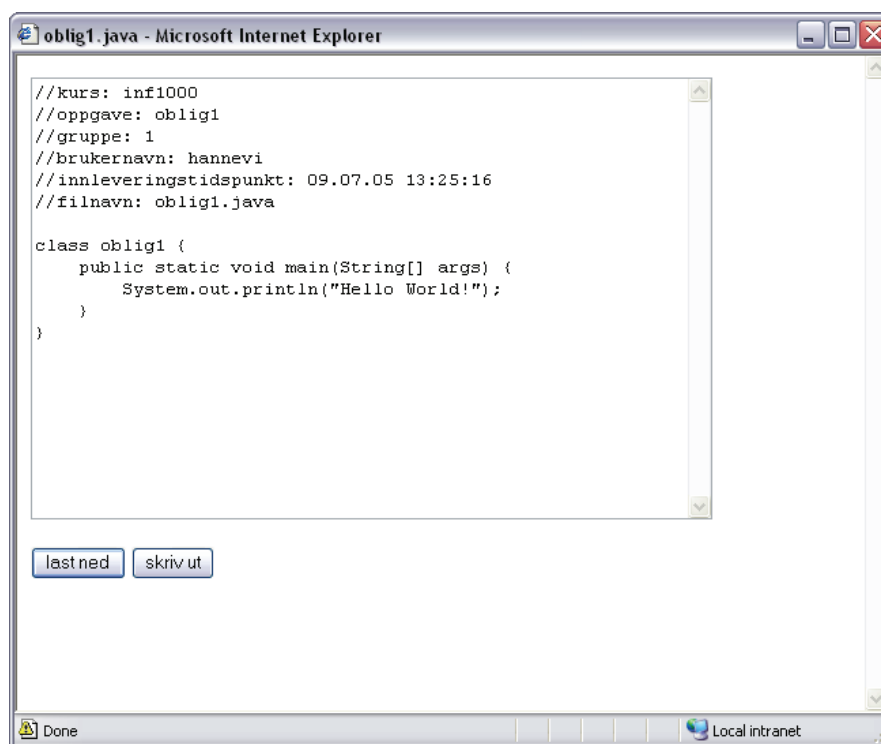 oblig1.java - Microsoft Internet Explorer
//kurs: inf1000
//oppgave: oblig1
//gruppe: 1
//brukernavn: hannevi
//innleveringstidspunkt: 09.07.05 13:25:16
//filnavn: oblig1.java

class oblig1 {
    public static void main(String[] args) {
        System.out.println("Hello World!");
    }
}
last ned skriv ut
Done Local intranet